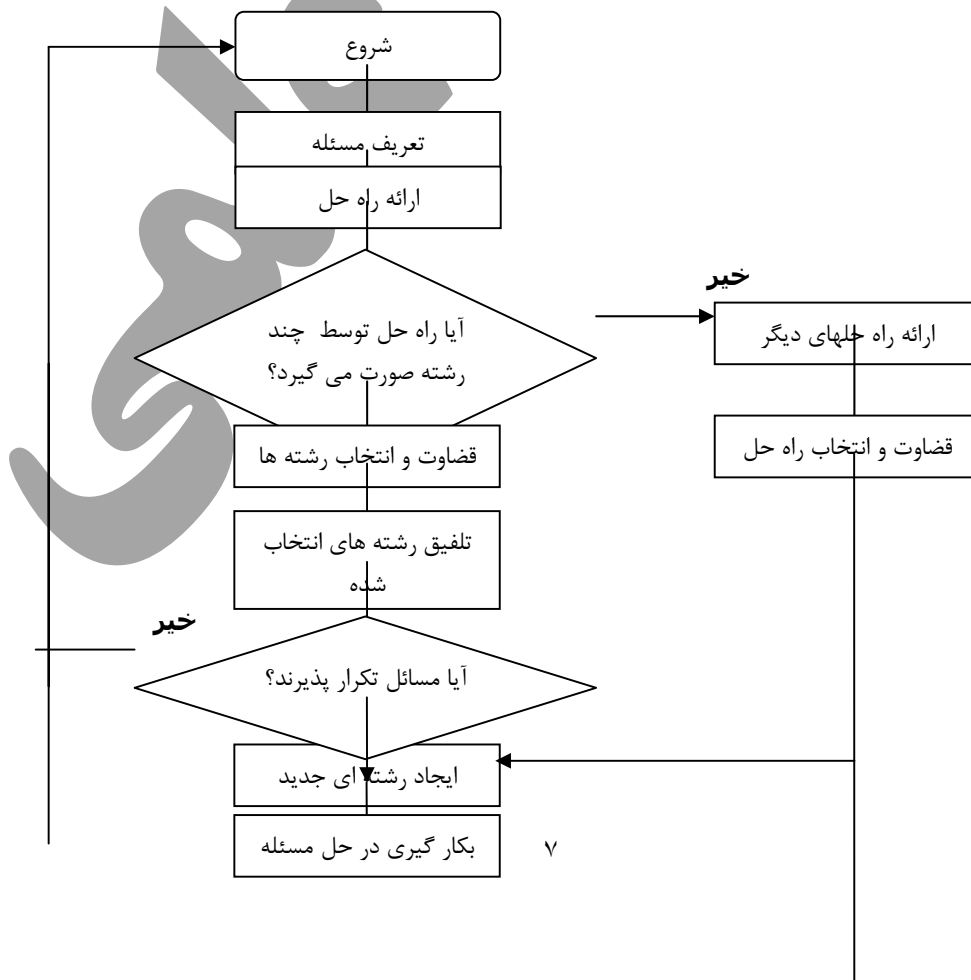 شروع
تعریف مسئله
ارائه راه حل
آیا راه حل توسط چند
رشته صورت می گیرد؟
خیر
ارائه راه حلهای دیگر
قضاوت و انتخاب راه حل
قضاوت و انتخاب رشته ها
تلفیق رشته های انتخاب
شده
خیر
آیا مسائل تکرار پذیرند؟
ایجاد رشته ای جدید
بکار گیری در حل مسئله
۷